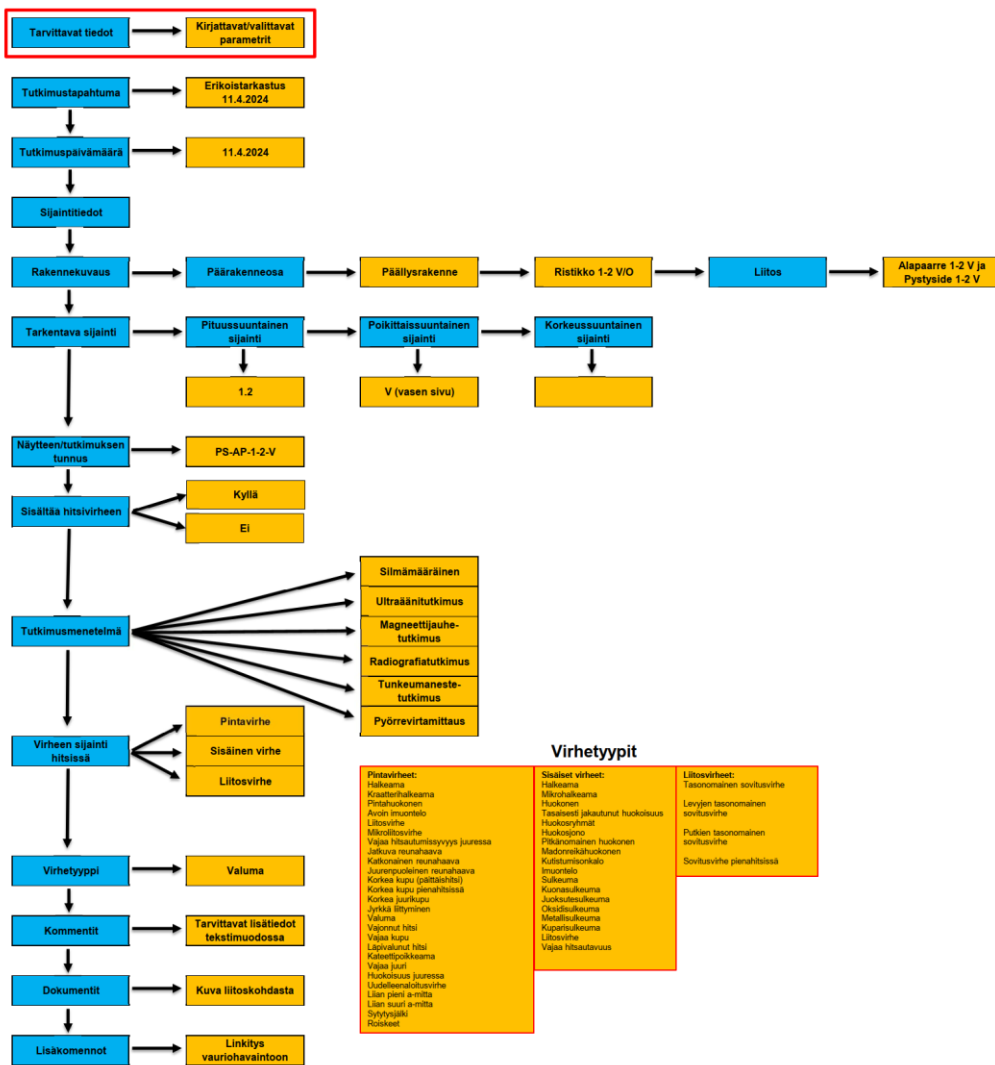 Tarvittavat tiedot
Kirjattavat/valittavat
parametrit
Tutkimustapahtuma
Erikoistarkastus
11.4.2024
Tutkimuspäivämäärä
11.4.2024
Sijaintitiedot
Rakennekuvaus
Päärakenneosa
Päällysrakenne
Ristikko 1-2 V/O
Liitos
Alapaarre 1-2 V ja
Pystyside 1-2 V
Tarkentava sijainti
Pituussuuntainen
sijainti
Poikittaissuuntainen
sijainti
Korkeussuuntainen
sijainti
1.2
V (vasen sivu)
Näytteen/tutkimuksen
tunnus
PS-AP-1-2-V
Sisältää hitsivirheen
Kyllä
Ei
Tutkimusmenetelmä
Silmämääräinen
Ultraäänitutkimus
Magneettijauhe-
tutkimus
Radiografiatutkimus
Tunkeumaneste-
tutkimus
Pyörrevirtamittaus
Virheen sijainti
hitsissä
Pintavirhe
Sisäinen virhe
Liitosvirhe
Virhetyyppi
Valuma
Kommentit
Tarvittavat lisätiedot
tekstimuodossa
Dokumentit
Kuva liitoskohdasta
Lisäkomennot
Linkitys
vauriohavaintoon
Virhetyypit
Pintavirheet:
Halkeama
Kraatterihalkeama
Pintahuokonen
Avoin imuontelo
Liitosvirhe
Mikroliitosvirhe
Vajaa hitsautumissyvyys juuressa
Jatkuva reunahaava
Katkonainen reunahaava
Juurenpuoleinen reunahaava
Korkea kupu (päittäishitsi)
Korkea kupu pienahitsissä
Korkea juurikupu
Jyrkkä liittyminen
Valuma
Vajonnut hitsi
Vajaa kupu
Läpivalunut hitsi
Kateettipoikkeama
Vajaa juuri
Huokoisuus juuressa
Uudelleenaloitusvirhe
Liian pieni a-mitta
Liian suuri a-mitta
Sytytysjälki
Roiskeet
Sisäiset virheet:
Halkeama
Mikrohalkeama
Huokonen
Tasaisesti jakautunut huokoisuus
Huokosryhmät
Huokosjono
Pitkänomainen huokonen
Madonreikähuokonen
Kutistumisonkalo
Imuontelo
Sulkeuma
Kuonasulkeuma
Juoksutesulkeuma
Oksidisulkeuma
Metallisulkeuma
Kuparisulkeuma
Liitosvirhe
Vajaa hitsautavuus
Liitosvirheet:
Tasonomainen sovitusvirhe
Levyjen tasonomainen
sovitusvirhe
Putkien tasonomainen
sovitusvirhe
Sovitusvirhe pienahitsissä